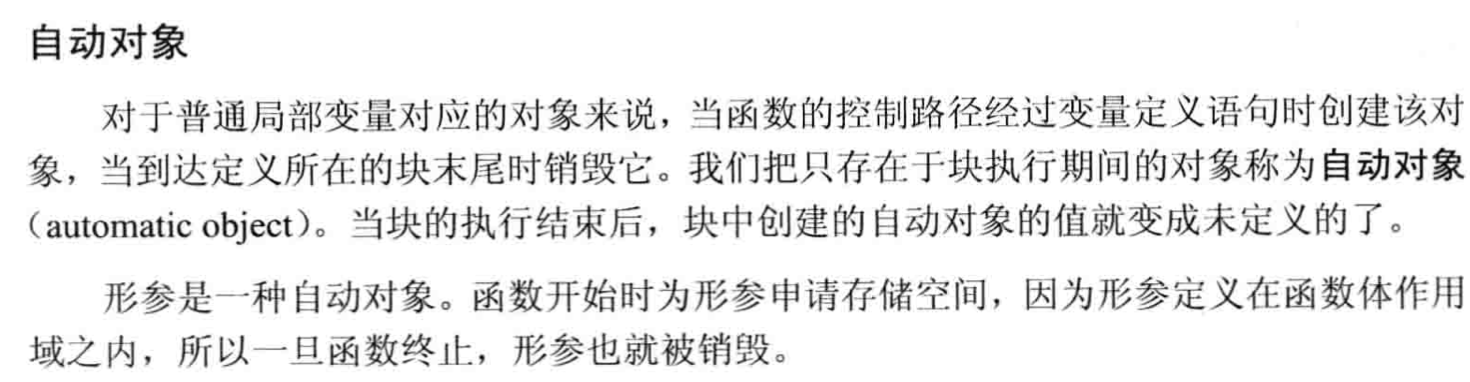 自动对象
对于普通局部变量对应的对象来说，当函数的控制路径经过变量定义语句时创建该对
象，当到达定义所在的块末尾时销毁它。我们把只存在于块执行期间的对象称为自动对象
（automatic object）。当块的执行结束后，块中创建的自动对象的值就变成未定义的了。
形参是一种自动对象。函数开始时为形参申请存储空间，因为形参定义在函数体作用
域之内，所以一旦函数终止，形参也就被销毁。